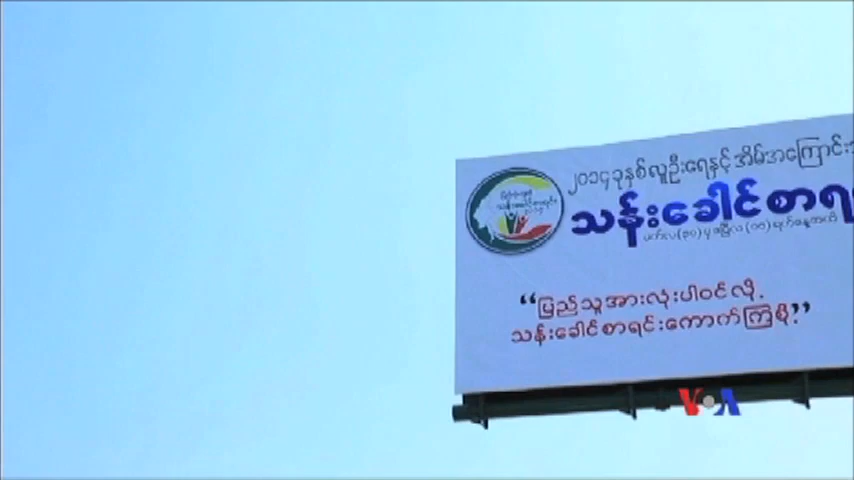 ၂၀၁၄ ခုနှစ်လူဦးရေနှင့်အိမ်အကြောင်း
သန်းခေါင်စာရ
မတ်လ (၃၀) မှ ဧပြီလ (၁၀) ရက်နေ့အထိ
“ပြည်သူအားလုံးပါဝင်လို့
သန်းခေါင်စာရင်းကောက်ကြစို့”
VOA